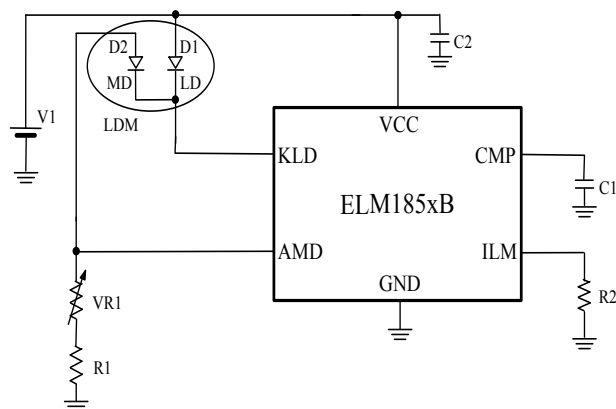 D2 D1
C2
MD LD
V1
LDM
VCC
KLD CMP
C1
ELM185xB
AMD ILM
GND
VR1
R2
R1